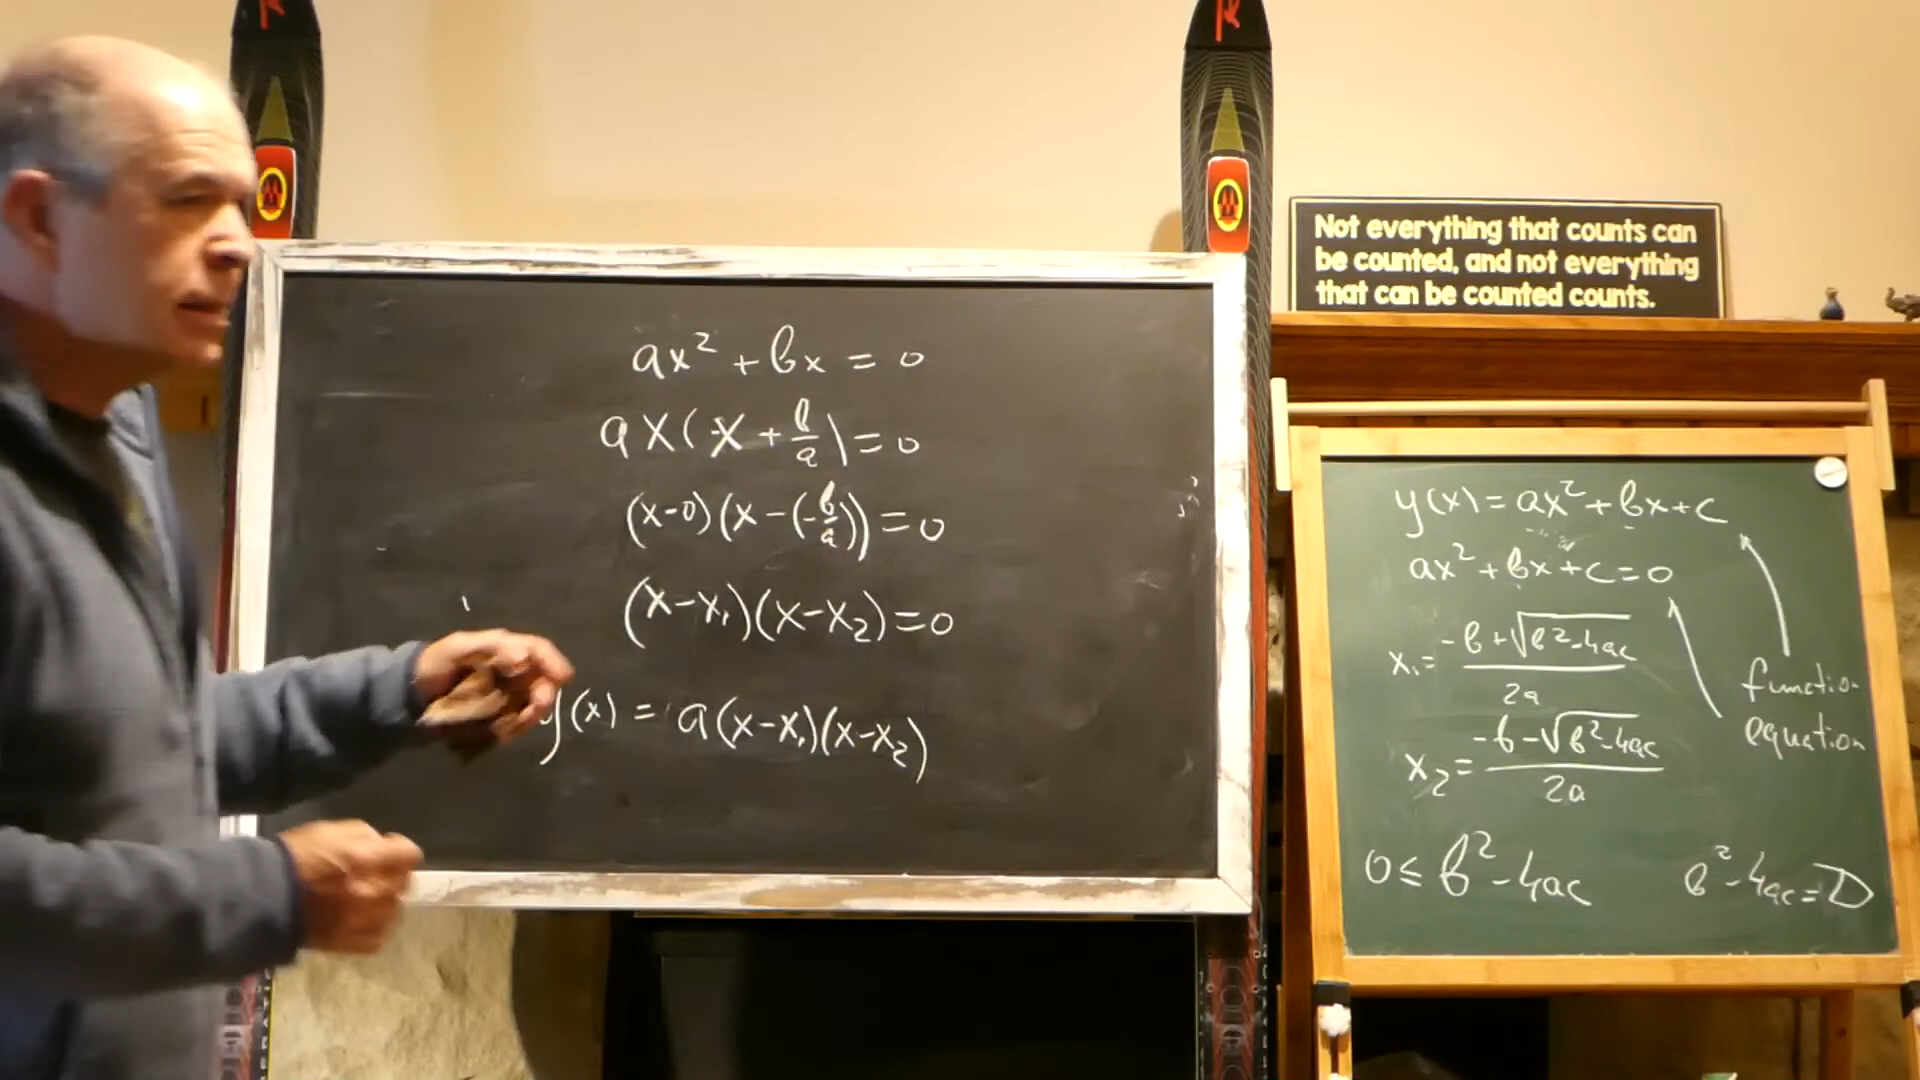 ax² + bx = 0
ax(x + b/a) = 0
(x-0)(x-(-b/a)) = 0
(x-x₁)(x-x₂)=0
y(x) = a(x-x₁)(x-x₂)
Not everything that counts can
be counted, and not everything
that can be counted counts.
y(x) = ax² + bx + c
ax² + bx + c = 0
x₁ = (-b + √(b²-4ac))/2a
x₂ = (-b - √(b²-4ac))/2a
function
equation
0 ≤ b² - 4ac
b² - 4ac = D